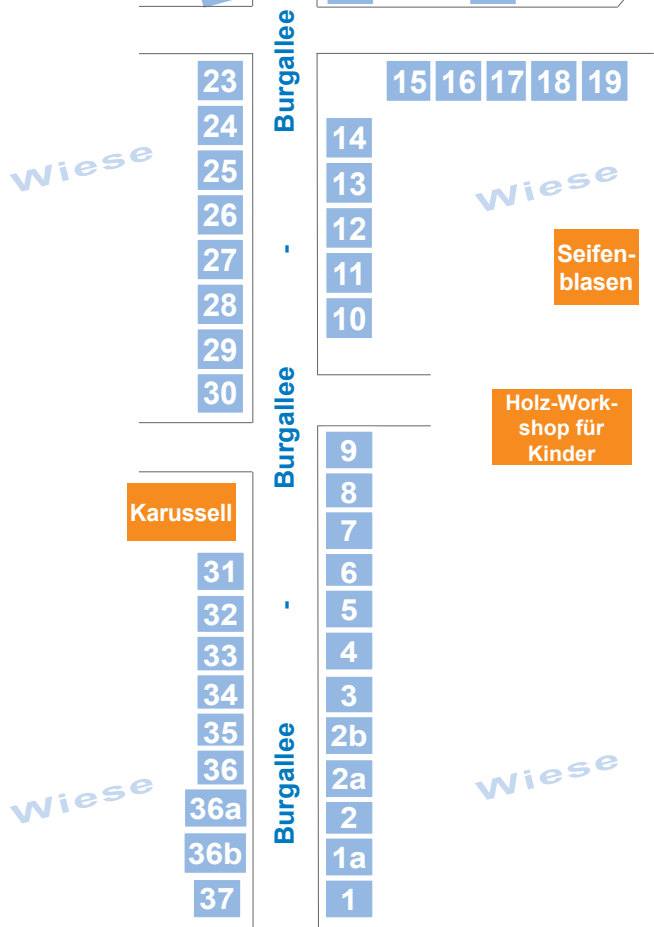 Burgallee
23
24
25
26
27
28
29
30
Wiese
15 16 17 18 19
14
13
12
11
10
Wiese
Seifen-
blasen
-
Burgallee
Holz-Work-
shop für
Kinder
Karussell
31
32
33
34
35
36
36a
36b
37
Wiese
-
Burgallee
9
8
7
6
5
4
3
2b
2a
2
1a
1
Wiese